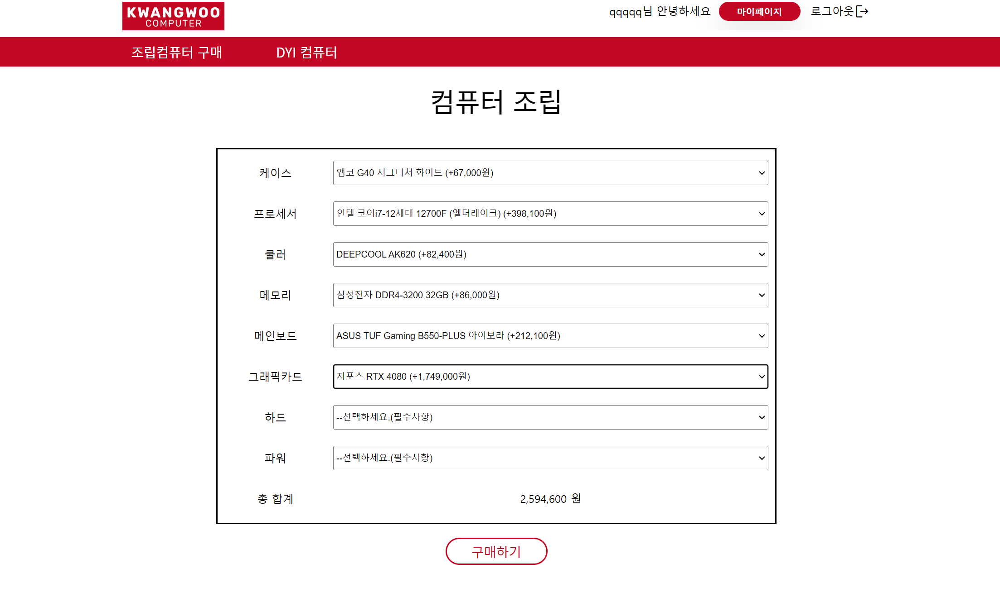 KWANGWOO
COMPUTER
qqqqq님 안녕하세요 마이페이지 로그아웃
조립컴퓨터 구매 DYI 컴퓨터
컴퓨터 조립
케이스 앱코 G40 시그니처 화이트 (+67,000원)
프로세서 인텔 코어i7-12세대 12700F (엘더레이크) (+398,100원)
쿨러 DEEPCOOL AK620 (+82,400원)
메모리 삼성전자 DDR4-3200 32GB (+86,000원)
메인보드 ASUS TUF Gaming B550-PLUS 아이보라 (+212,100원)
그래픽카드 지포스 RTX 4080 (+1,749,000원)
하드 --선택하세요.(필수사항)
파워 --선택하세요.(필수사항)
총 합계 2,594,600 원
구매하기